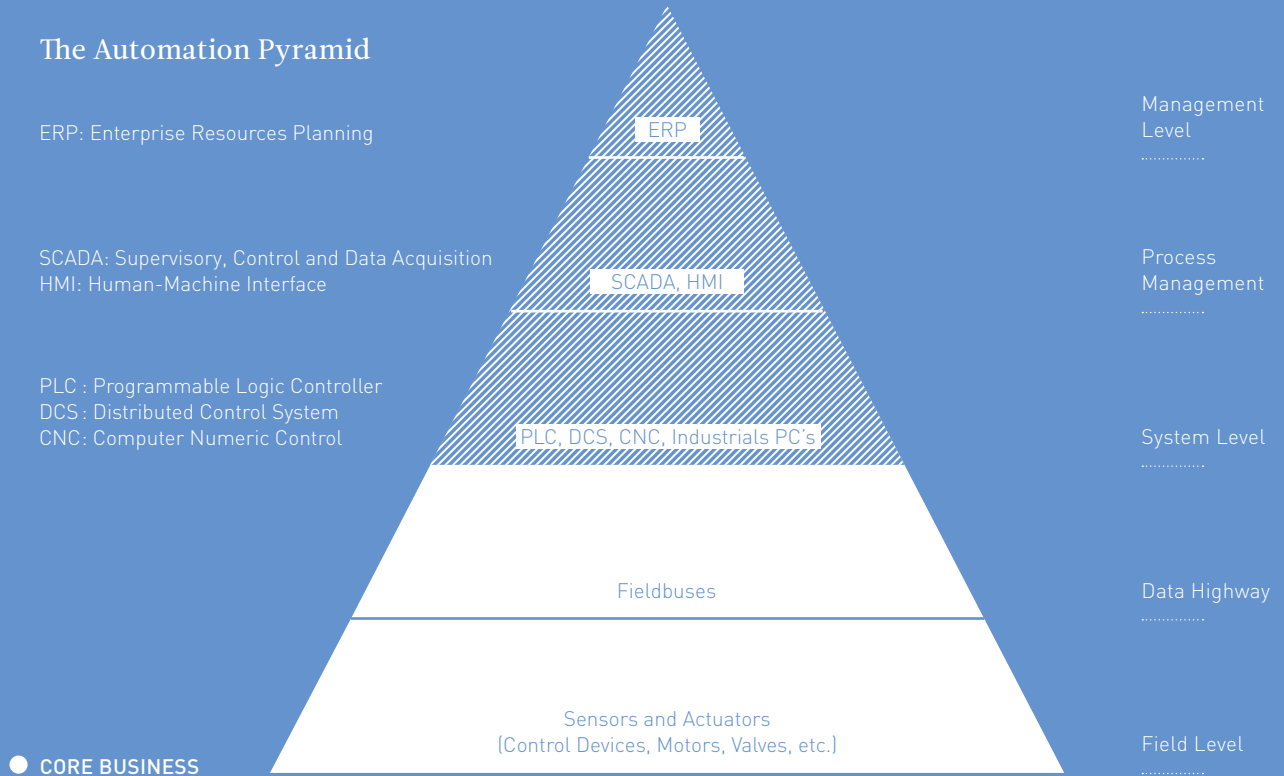 The Automation Pyramid
Management
Level
ERP: Enterprise Resources Planning
ERP
SCADA: Supervisory, Control and Data Acquisition
HMI: Human-Machine Interface
SCADA, HMI
Process
Management
PLC : Programmable Logic Controller
DCS : Distributed Control System
CNC : Computer Numeric Control
PLC, DCS, CNC, Industrials PC's
System Level
Fieldbuses
Data Highway
Sensors and Actuators
(Control Devices, Motors, Valves, etc.)
Field Level
CORE BUSINESS